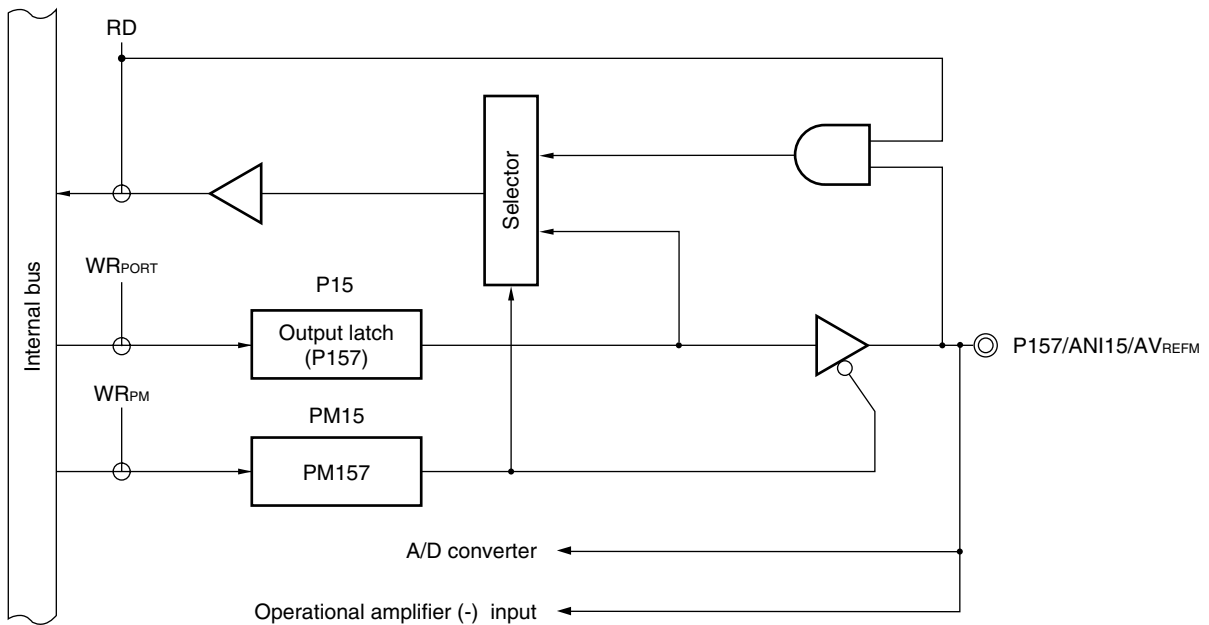 RD
Selector
WRPORT
P15
Internal bus
Output latch
(P157)
P157/ANI15/AVREFM
WRPM
PM15
PM157
A/D converter
Operational amplifier (-) input